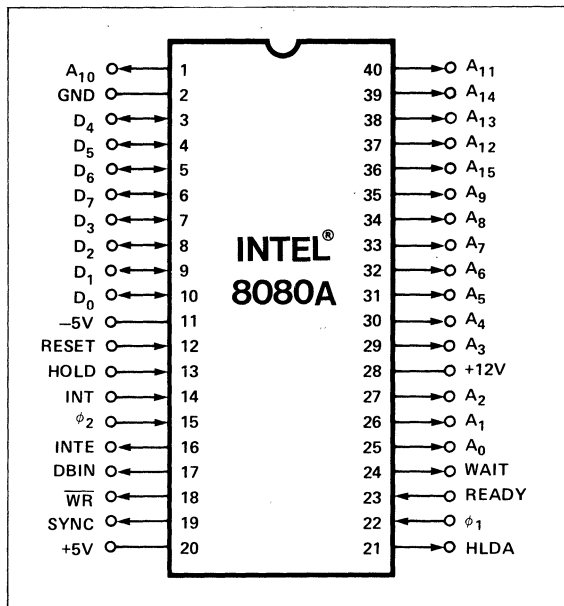 A10 1 40 A11
GND 2 39 A14
D4 3 38 A13
D5 4 37 A12
D6 5 36 A15
D7 6 35 A9
D3 7 34 A8
D2 8 33 A7
D1 9 32 A6
D0 10 31 A5
–5V 11 30 A4
RESET 12 29 A3
HOLD 13 28 +12V
INT 14 27 A2
ϕ2 15 26 A1
INTE 16 25 A0
DBIN 17 24 WAIT
W̅R̅ 18 23 READY
SYNC 19 22 ϕ1
+5V 20 21 HLDA
INTEL®
8080A